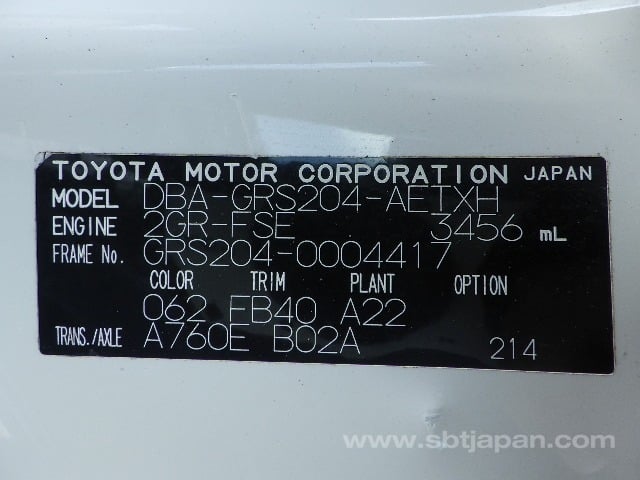 TOYOTA MOTOR CORPORATION JAPAN
MODEL DBA-GRS204-AETXH
ENGINE 2GR-FSE 3456 mL
FRAME No. GRS204-0004417
COLOR TRIM PLANT OPTION
062 FB40 A22
TRANS./AXLE A760E B02A 214
www.sbtjapan.com